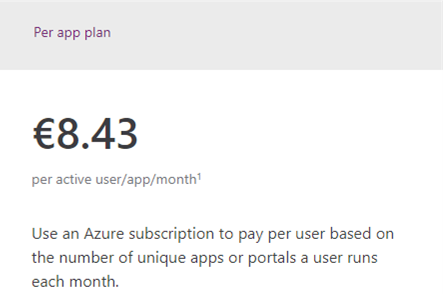 Per app plan
€8.43
per active user/app/month¹
Use an Azure subscription to pay per user based on
the number of unique apps or portals a user runs
each month.